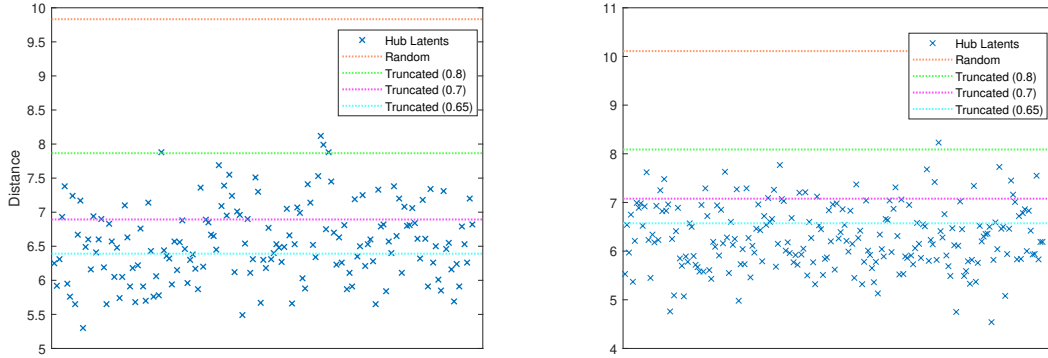 10
9.5
9
8.5
8
7.5
7
6.5
6
5.5
5
Distance
Hub Latents
Random
Truncated (0.8)
Truncated (0.7)
Truncated (0.65)
11
10
9
8
7
6
5
4
Hub Latents
Random
Truncated (0.8)
Truncated (0.7)
Truncated (0.65)